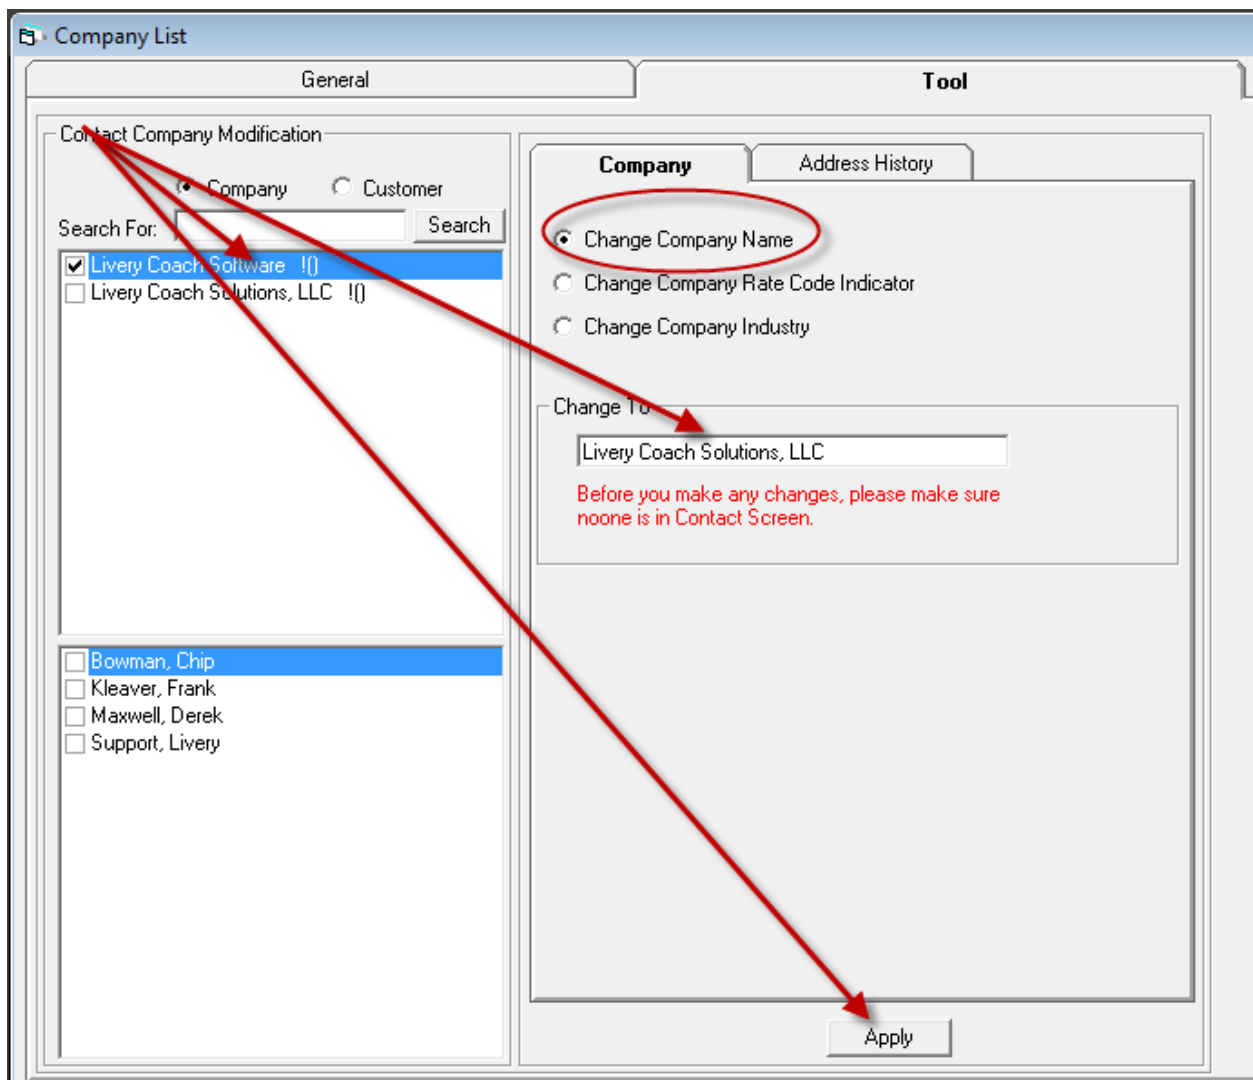 Company List
General
Tool
Contact Company Modification
Company
Customer
Search For:
Search
Livery Coach Software !()
Livery Coach Solutions, LLC !()
Bowman, Chip
Kleaver, Frank
Maxwell, Derek
Support, Livery
Company
Address History
Change Company Name
Change Company Rate Code Indicator
Change Company Industry
Change To
Livery Coach Solutions, LLC
Before you make any changes, please make sure
noone is in Contact Screen.
Apply